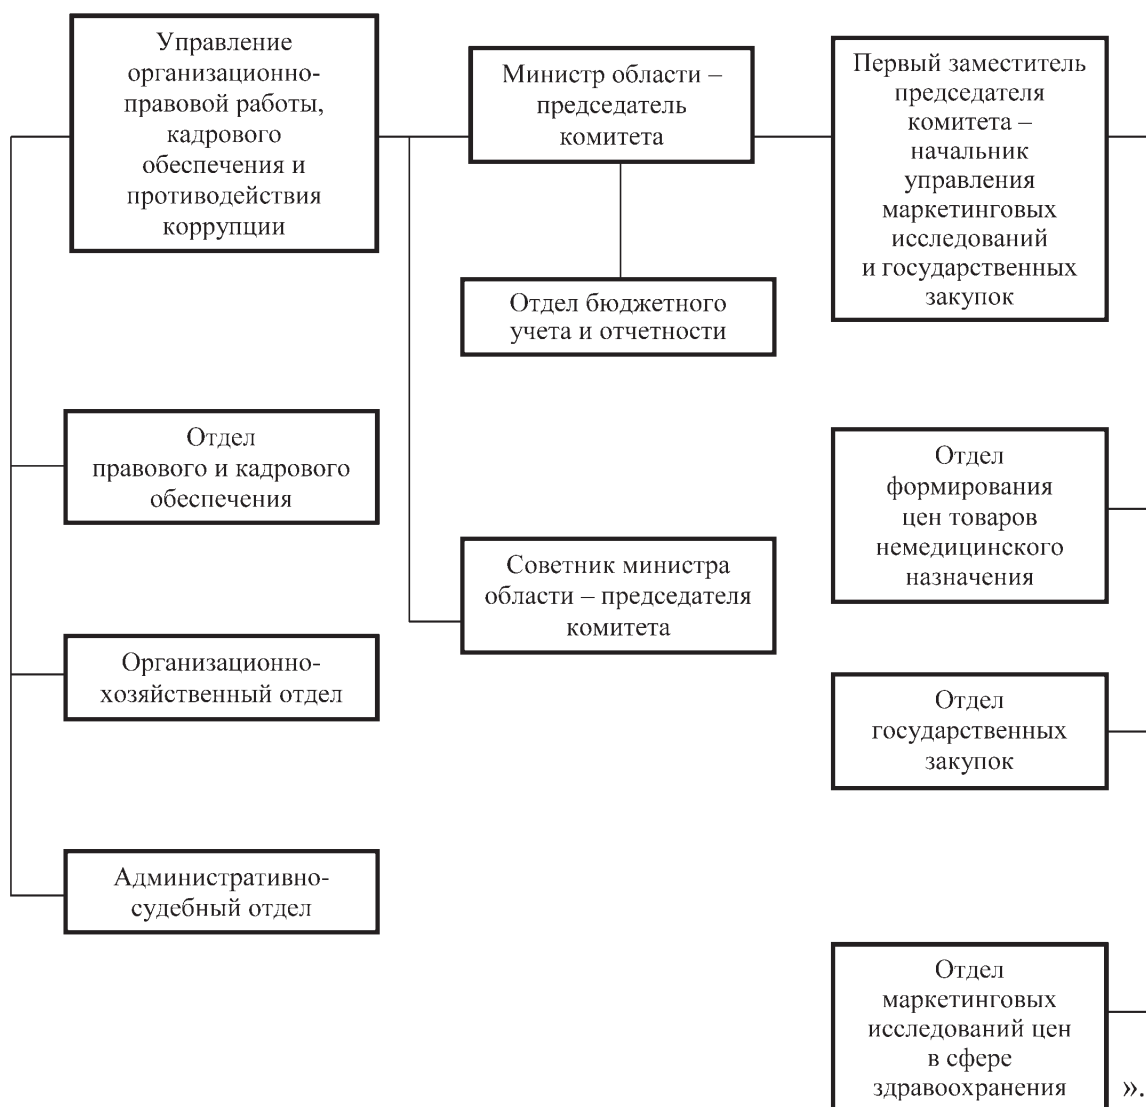 Управление
организационно-
правовой работы,
кадрового
обеспечения и
противодействия
коррупции
Министр области –
председатель
комитета
Первый заместитель
председателя
комитета –
начальник
управления
маркетинговых
исследований
и государственных
закупок
Отдел бюджетного
учета и отчетности
Отдел
правового и кадрового
обеспечения
Отдел
формирования
цен товаров
немедицинского
назначения
Советник министра
области – председателя
комитета
Организационно-
хозяйственный отдел
Отдел
государственных
закупок
Административно-
судебный отдел
Отдел
маркетинговых
исследований цен
в сфере
здравоохранения
».